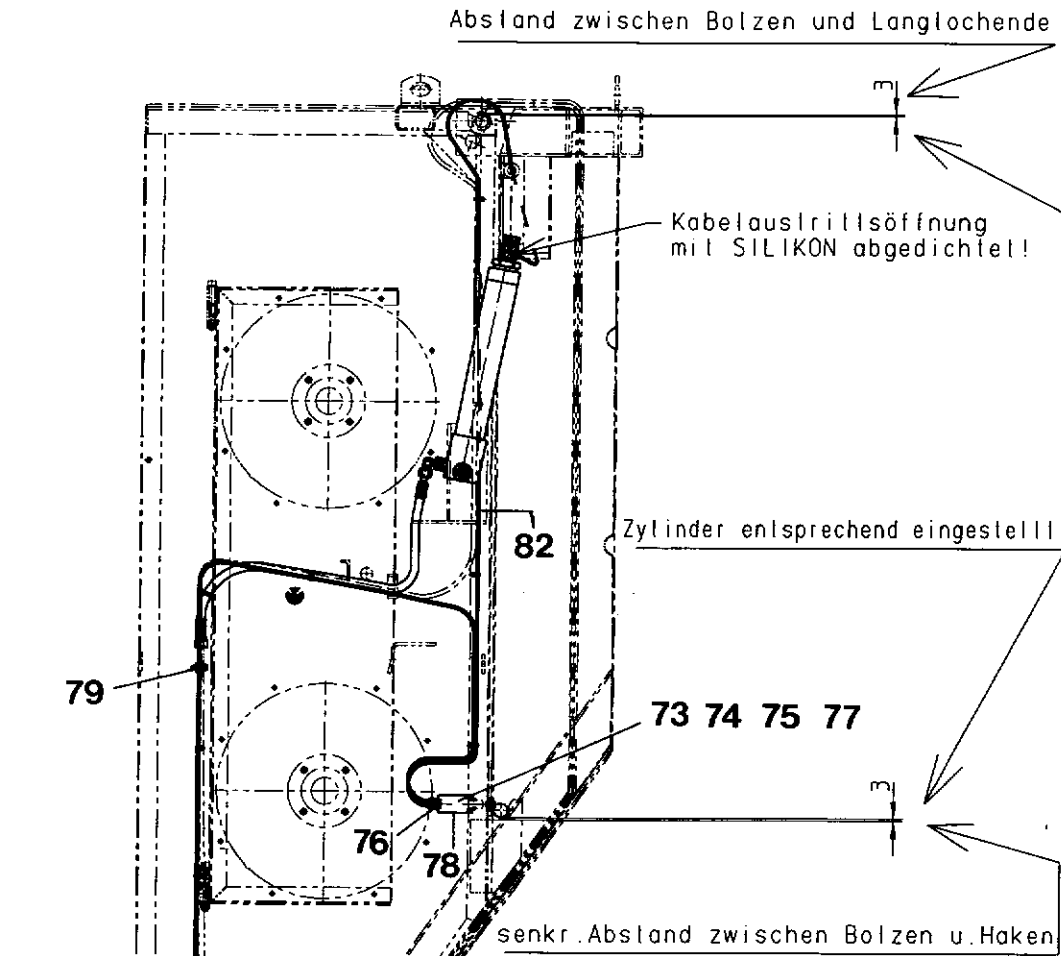 Abstand zwischen Bolzen und Langlochende
3
Kabelaustrittsöffnung
mit SILIKON abgedichtet!
82
Zylinder entsprechend eingestellt
79
73 74 75 77
3
76
78
senkr.Abstand zwischen Bolzen u.Haken